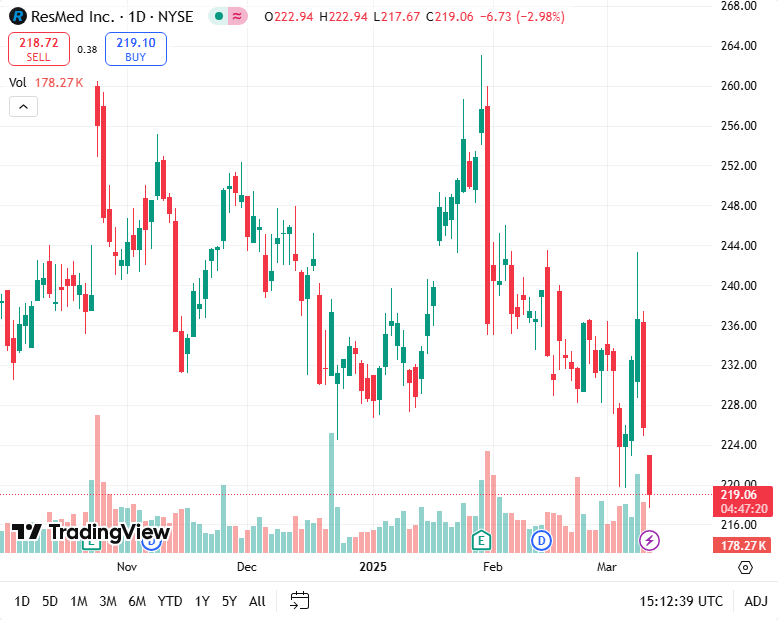 ResMed Inc. · 1D · NYSE ≈ O222.94 H222.94 L217.67 C219.06 −6.73 (−2.98%)
218.72 SELL 0.38 219.10 BUY
Vol 178.27K
268.00
264.00
260.00
256.00
252.00
248.00
244.00
240.00
236.00
232.00
228.00
224.00
220.00
219.06
04:47:20
216.00
178.27K
TradingView
E D E D
Nov Dec 2025 Feb Mar
1D 5D 1M 3M 6M YTD 1Y 5Y All 15:12:39 UTC ADJ